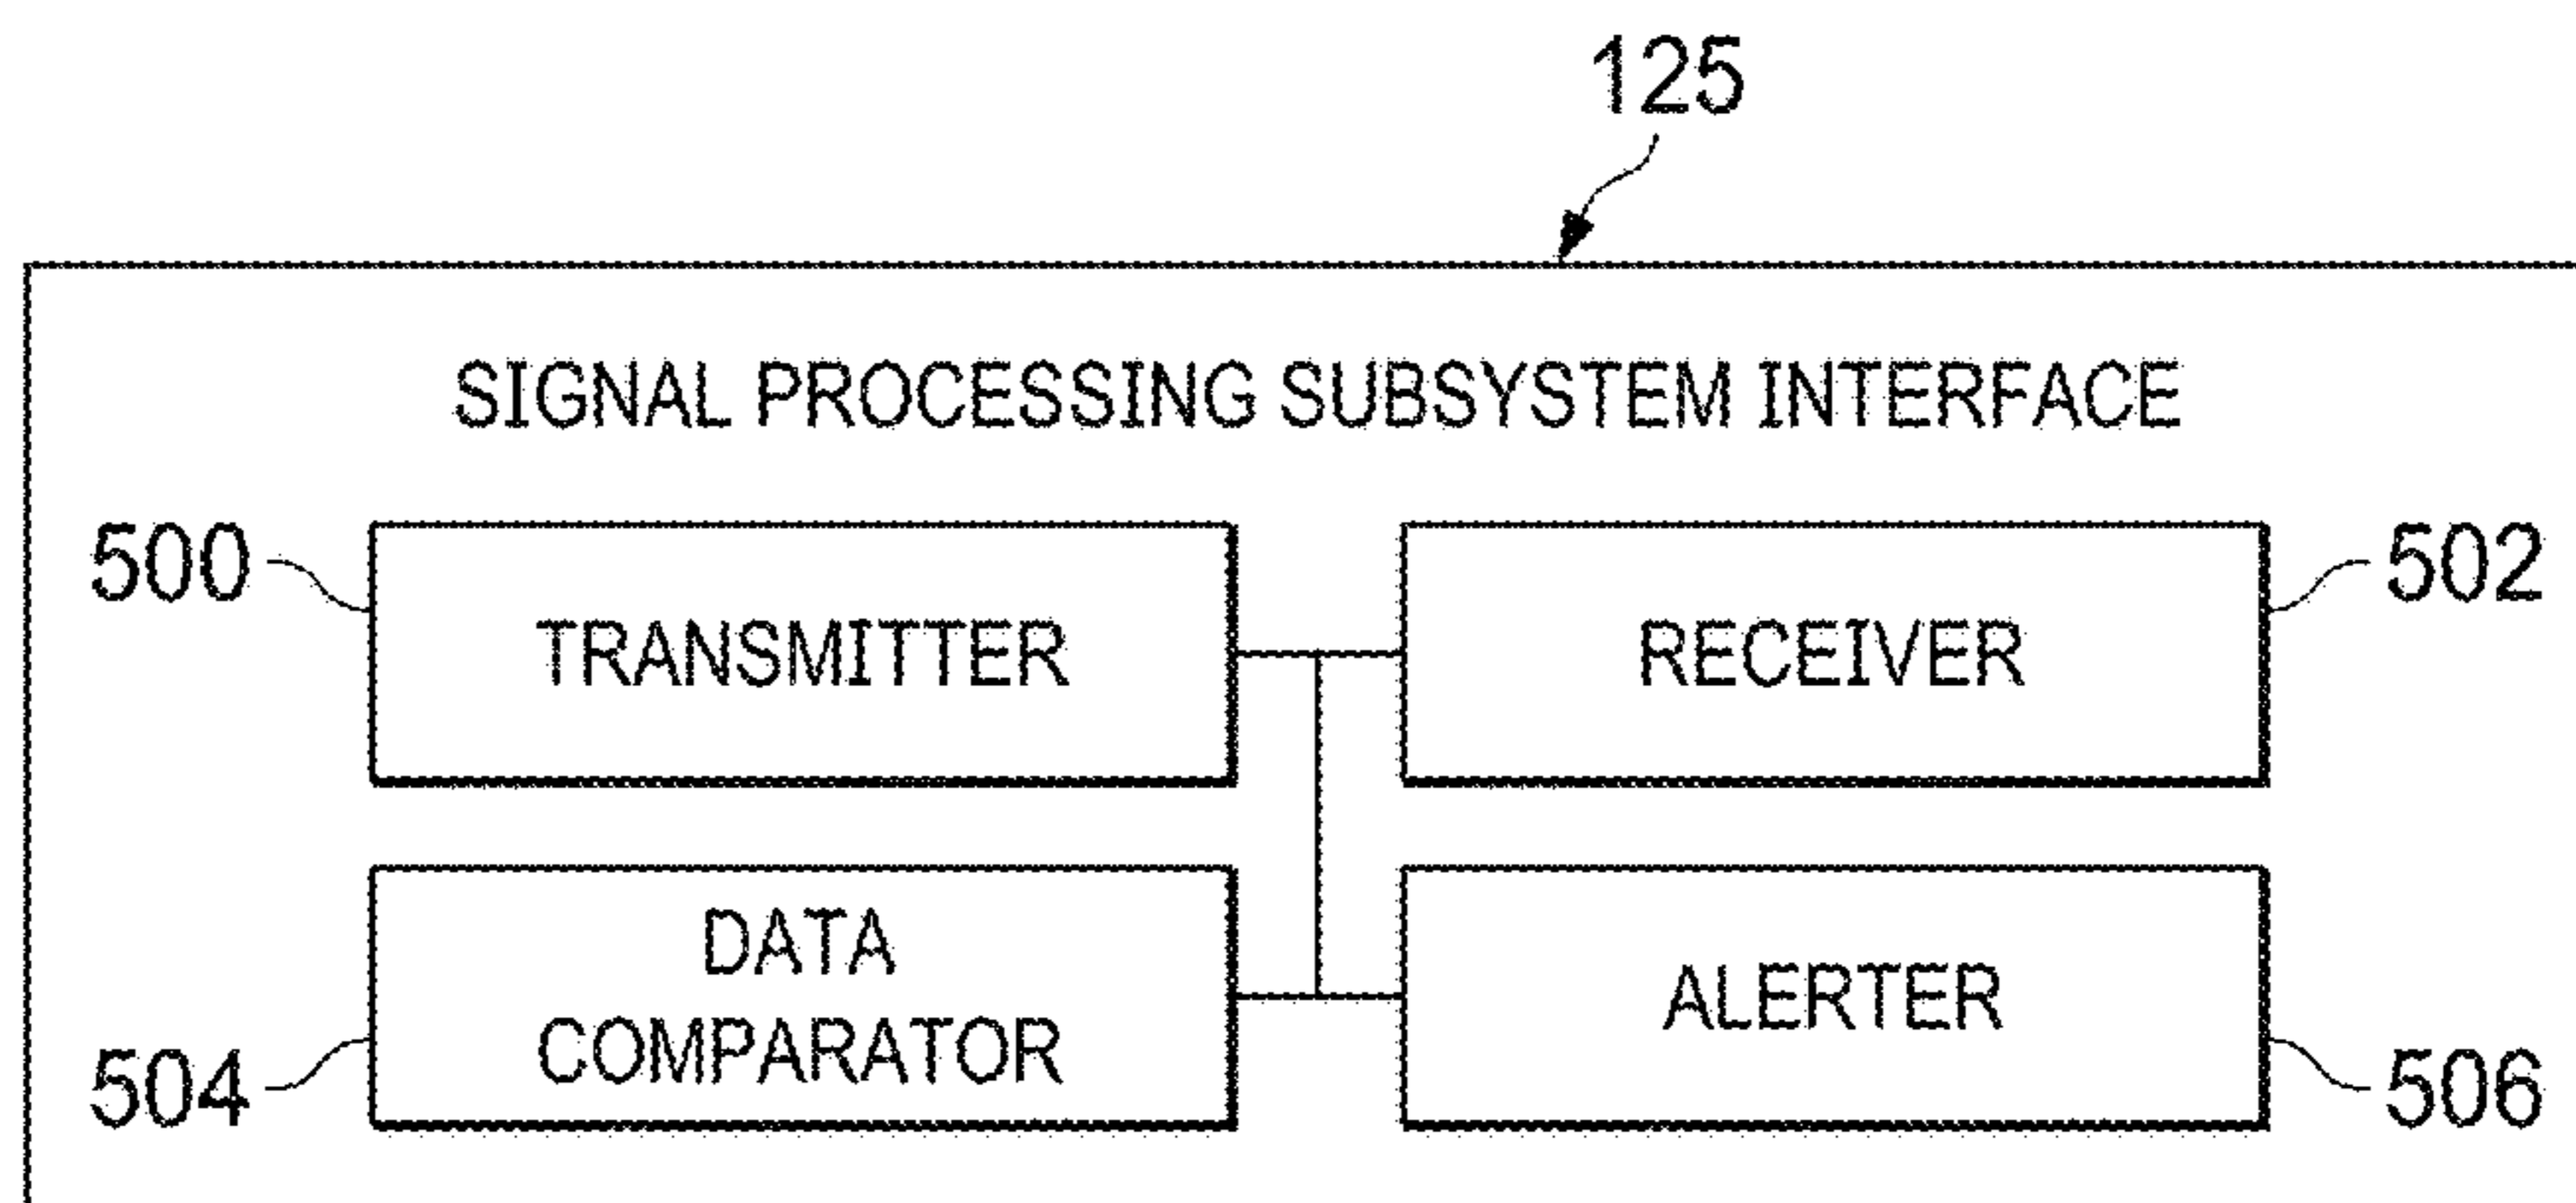 125
SIGNAL PROCESSING SUBSYSTEM INTERFACE
500
TRANSMITTER
RECEIVER
502
504
DATA
COMPARATOR
ALERTER
506